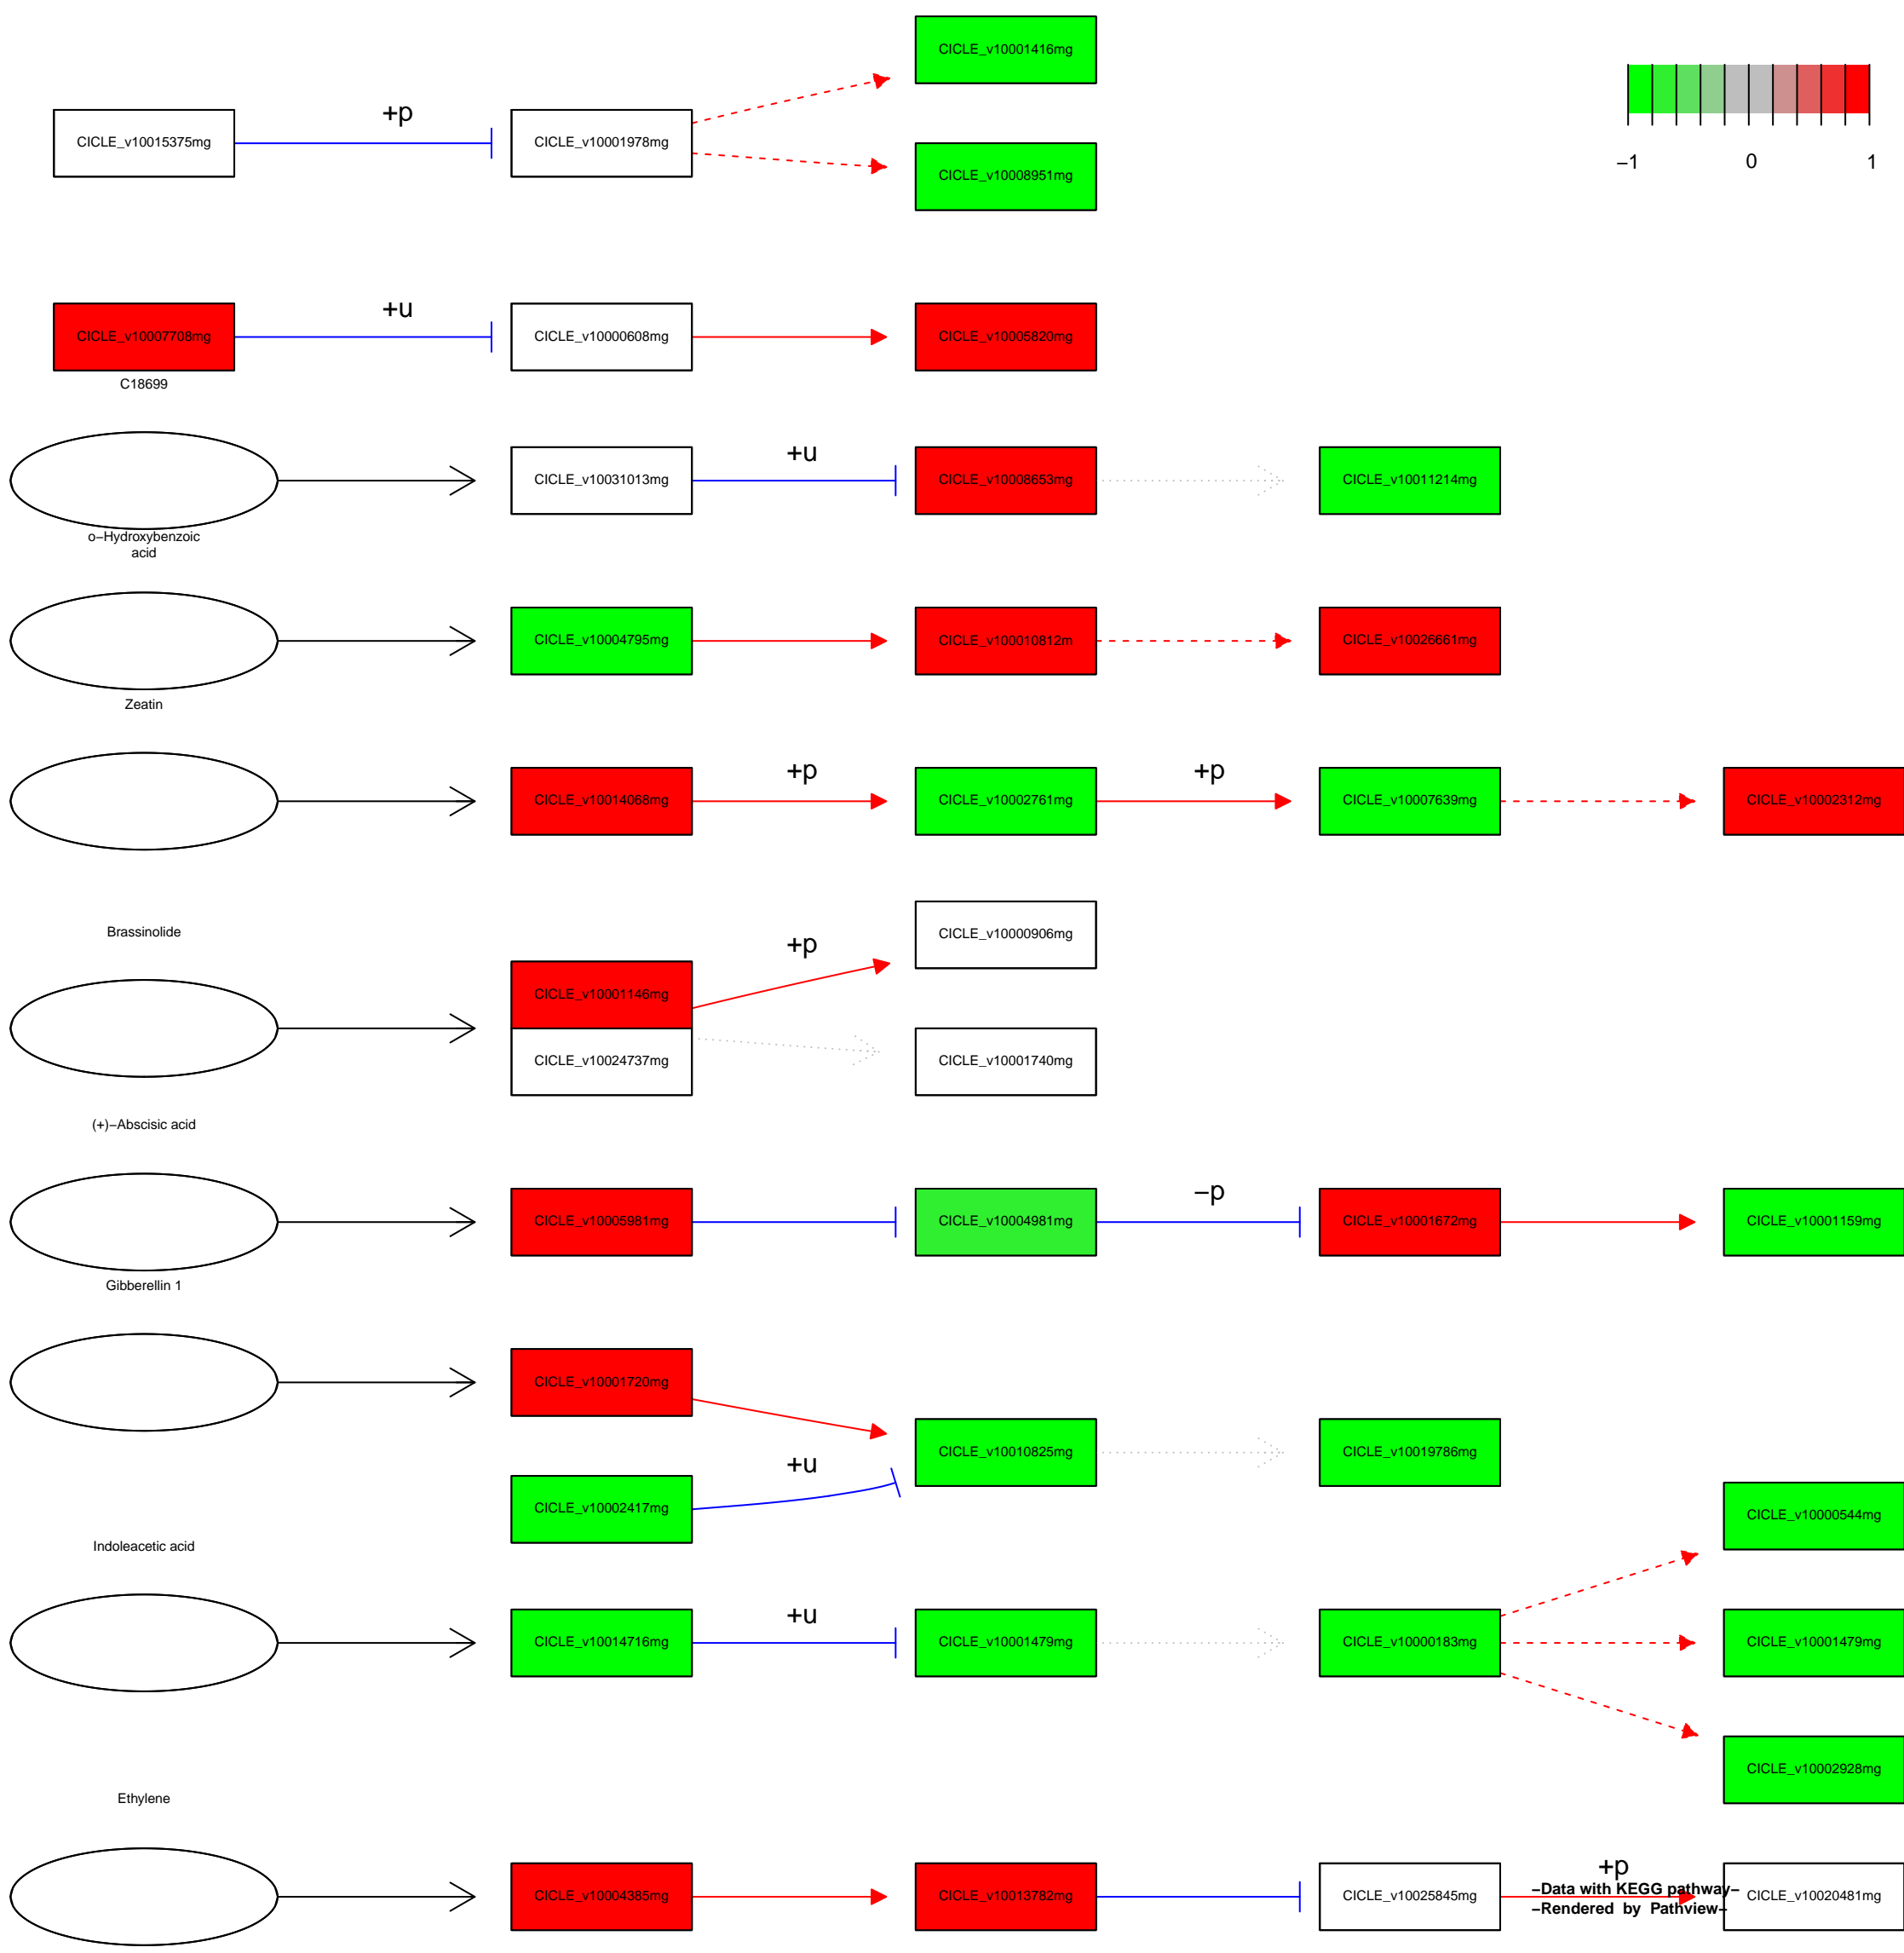 CICLE_v10001416mg
+p
CICLE_v10015375mg
CICLE_v10001978mg
−1 0 1
CICLE_v10008951mg
+u
CICLE_v10007708mg
CICLE_v10000608mg
CICLE_v10005820mg
C18699
+u
CICLE_v10031013mg
CICLE_v10008653mg
CICLE_v10011214mg
o−Hydroxybenzoic
acid
CICLE_v10004795mg
CICLE_v100010812m
CICLE_v10026661mg
Zeatin
+p
+p
CICLE_v10014068mg
CICLE_v10002761mg
CICLE_v10007639mg
CICLE_v10002312mg
Brassinolide
CICLE_v10000906mg
+p
CICLE_v10001146mg
CICLE_v10024737mg
CICLE_v10001740mg
(+)−Abscisic acid
−p
CICLE_v10005981mg
CICLE_v10004981mg
CICLE_v10001672mg
CICLE_v10001159mg
Gibberellin 1
CICLE_v10001720mg
CICLE_v10010825mg
CICLE_v10019786mg
+u
CICLE_v10002417mg
CICLE_v10000544mg
Indoleacetic acid
+u
CICLE_v10014716mg
CICLE_v10001479mg
CICLE_v10000183mg
CICLE_v10001479mg
CICLE_v10002928mg
Ethylene
+p
CICLE_v10004385mg
CICLE_v10013782mg
CICLE_v10025845mg
−Data with KEGG pathway−
−Rendered by Pathview−
CICLE_v10020481mg